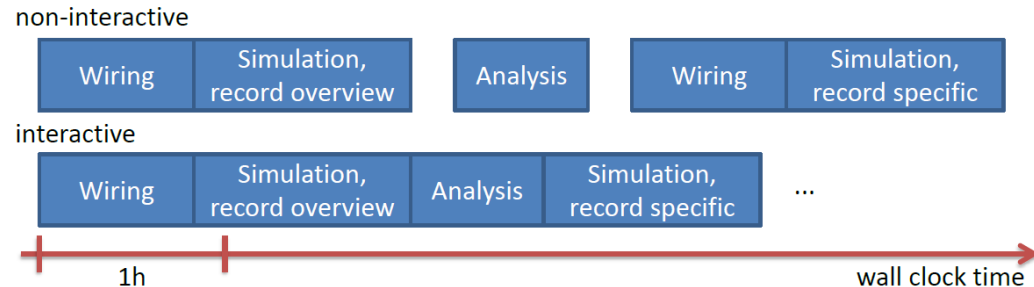 non-interactive
Wiring
Simulation,
record overview
Analysis
Wiring
Simulation,
record specific
interactive
Wiring
Simulation,
record overview
Analysis
Simulation,
record specific
...
1h
wall clock time